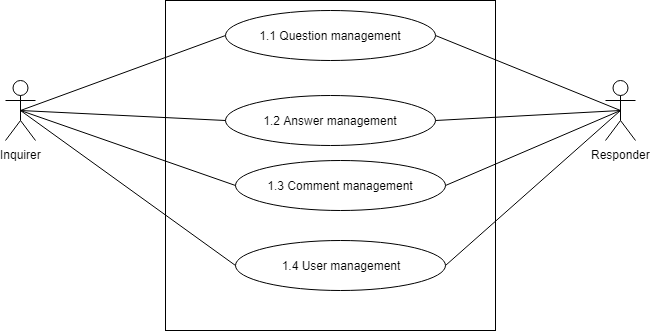 1.1 Question management
1.2 Answer management
Inquirer
Responder
1.3 Comment management
1.4 User management